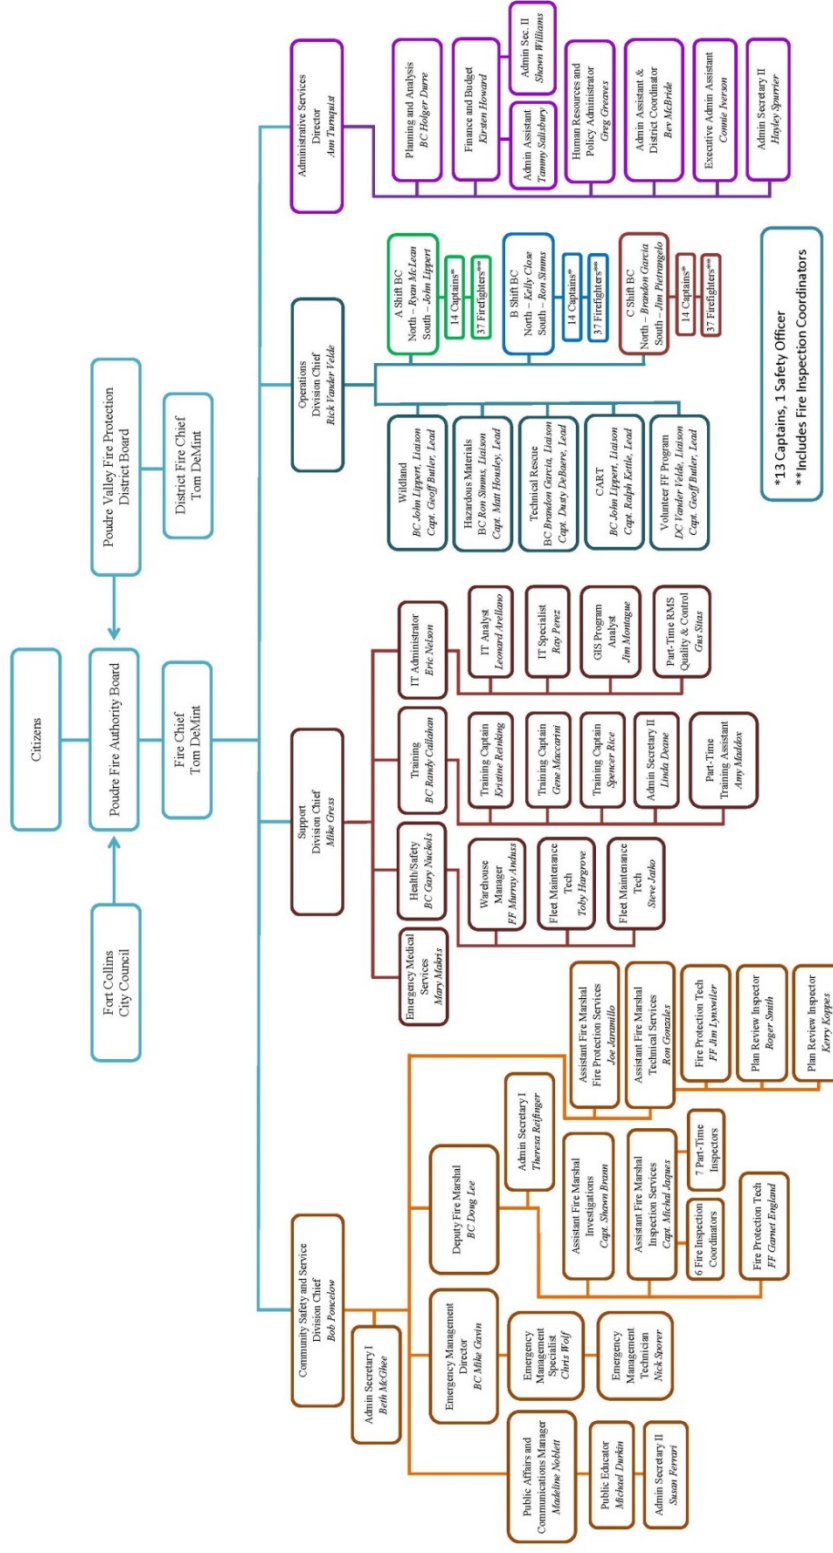 Citizens
Fort Collins
City Council
Poudre Fire Authority Board
Poudre Valley Fire Protection
District Board
Fire Chief
Tom DeMint
District Fire Chief
Tom DeMint
Community Safety and Service
Division Chief
Bob Poncelow
Admin Secretary I
Beth McGhee
Public Affairs and
Communications Manager
Madeline Noblett
Public Educator
Michael Durkin
Admin Secretary II
Susan Ferrari
Emergency Management
Director
BC Mike Gavin
Emergency
Management
Specialist
Chris Wolf
Emergency
Management
Technician
Nick Sporer
Deputy Fire Marshal
BC Doug Lee
Admin Secretary I
Theresa Reifinger
Assistant Fire Marshal
Investigations
Capt. Shawn Brann
Assistant Fire Marshal
Inspection Services
Capt. Michal Jaques
6 Fire Inspection
Coordinators
7 Part-Time
Inspectors
Fire Protection Tech
FF Garnet England
Assistant Fire Marshal
Fire Protection Services
Joe Jaramillo
Assistant Fire Marshal
Technical Services
Ron Gonzales
Fire Protection Tech
FF Jim Lynxwiler
Plan Review Inspector
Roger Smith
Plan Review Inspector
Kerry Koppes
Support
Division Chief
Mike Gress
Emergency Medical
Services
Mary Makris
Health/Safety
BC Gary Nuckols
Warehouse
Manager
FF Murray Anduss
Fleet Maintenance
Tech
Toby Hargrove
Fleet Maintenance
Tech
Steve Jatko
Training
BC Randy Callahan
Training Captain
Kristine Reinking
Training Captain
Gene Maccarini
Training Captain
Spencer Rice
Admin Secretary II
Linda Deane
Part-Time
Training Assistant
Amy Maddox
IT Administrator
Eric Nelson
IT Analyst
Leonard Arellano
IT Specialist
Ray Perez
GIS Program
Analyst
Jim Montague
Part-Time RMS
Quality & Control
Gus Sitas
Operations
Division Chief
Rick Vander Velde
Wildland
BC John Lippert, Liaison
Capt. Geoff Butler, Lead
Hazardous Materials
BC Ron Simms, Liaison
Capt. Matt Housley, Lead
Technical Rescue
BC Brandon Garcia, Liaison
Capt. Dusty DeBaere, Lead
CART
BC John Lippert, Liaison
Capt. Ralph Kettle, Lead
Volunteer FF Program
DC Vander Velde, Liaison
Capt. Geoff Butler, Lead
A Shift BC
North – Ryan McLean
South – John Lippert
14 Captains*
37 Firefighters**
B Shift BC
North – Kelly Close
South – Ron Simms
14 Captains*
37 Firefighters**
C Shift BC
North – Brandon Garcia
South – Jim Pietrangelo
14 Captains*
37 Firefighters**
Administrative Services
Director
Ann Turnquist
Planning and Analysis
BC Holger Durre
Finance and Budget
Kirsten Howard
Admin Assistant
Tammy Salisbury
Admin Sec. II
Shawn Williams
Human Resources and
Policy Administrator
Greg Greaves
Admin Assistant &
District Coordinator
Bev McBride
Executive Admin Assistant
Connie Iverson
Admin Secretary II
Hayley Spurrier
*13 Captains, 1 Safety Officer
**Includes Fire Inspection Coordinators